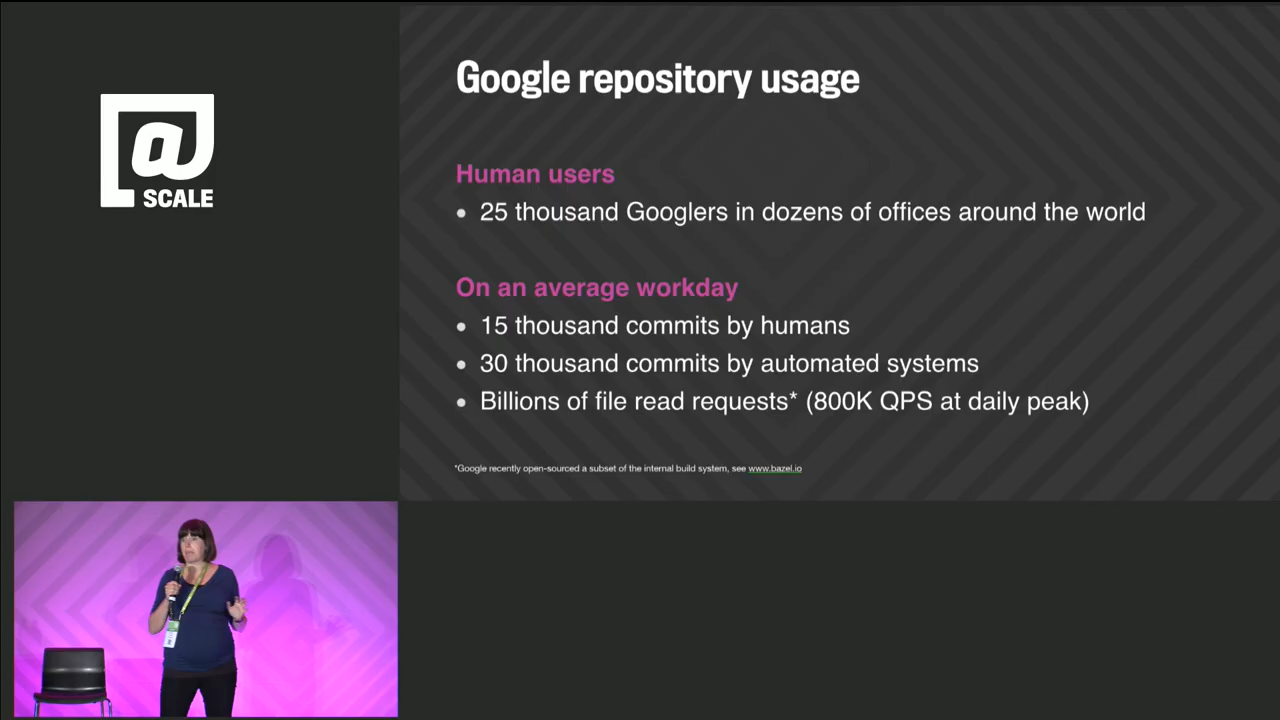 @
SCALE
Google repository usage
Human users
• 25 thousand Googlers in dozens of offices around the world
On an average workday
• 15 thousand commits by humans
• 30 thousand commits by automated systems
• Billions of file read requests* (800K QPS at daily peak)
*Google recently open-sourced a subset of the internal build system, see www.bazel.io